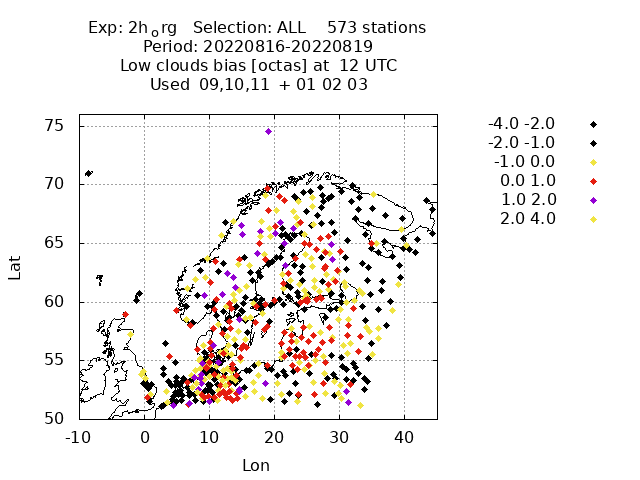 Exp: 2h_o rg Selection: ALL 573 stations
Period: 20220816-20220819
Low clouds bias [octas] at 12 UTC
Used 09,10,11 + 01 02 03
-4.0 -2.0
-2.0 -1.0
-1.0 0.0
0.0 1.0
1.0 2.0
2.0 4.0
75
70
65
60
55
50
Lat
-10 0 10 20 30 40
Lon